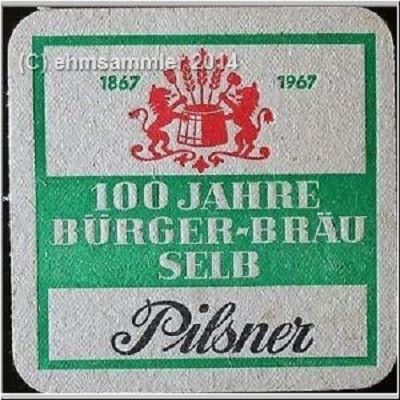 (C) ehmsammler 2014
1867 1967
100 JAHRE
BÜRGER-BRÄU
SELB
Pilsner